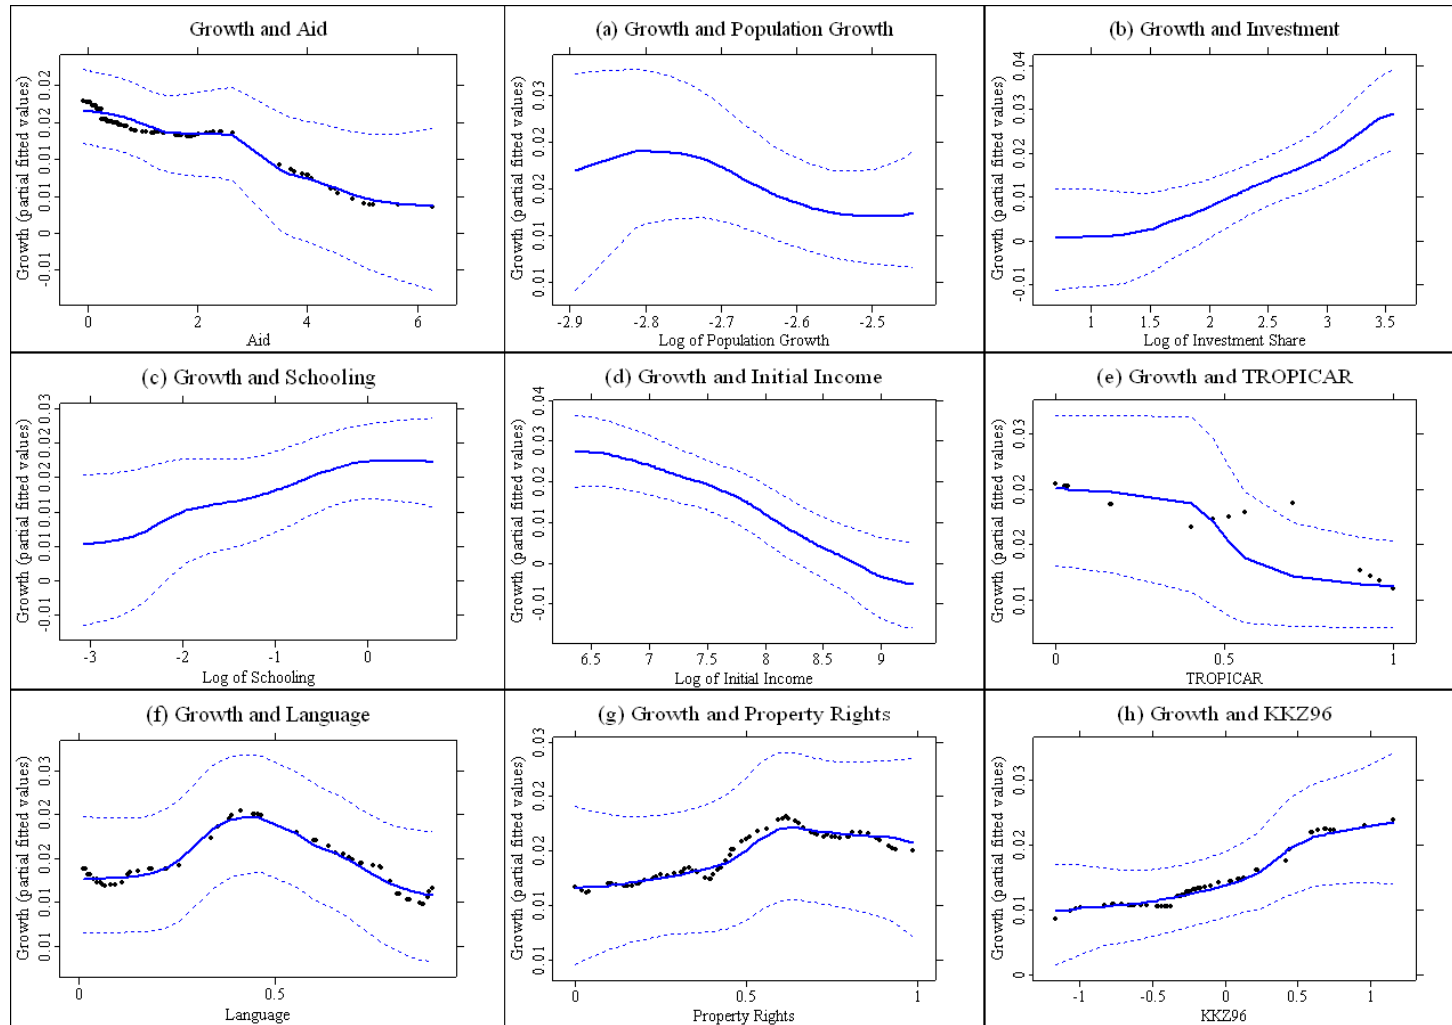 Growth and Aid
Growth (partial fitted values)
0.02
0.02
0.01
0.01
0
-0.01
0 2 4 6
Aid
(a) Growth and Population Growth
Growth (partial fitted values)
0.03
0.02
0.02
0.01
0.01
-2.9 -2.8 -2.7 -2.6 -2.5
Log of Population Growth
(b) Growth and Investment
Growth (partial fitted values)
0.04
0.03
0.02
0.01
0
-0.01
1 1.5 2 2.5 3 3.5
Log of Investment Share
(c) Growth and Schooling
Growth (partial fitted values)
0.03
0.02
0.02
0.01
0.01
0
-0.01
-3 -2 -1 0
Log of Schooling
(d) Growth and Initial Income
Growth (partial fitted values)
0.04
0.03
0.02
0.01
0
-0.01
6.5 7 7.5 8 8.5 9
Log of Initial Income
(e) Growth and TROPICAR
Growth (partial fitted values)
0.03
0.02
0.02
0.01
0 0.5 1
TROPICAR
(f) Growth and Language
Growth (partial fitted values)
0.03
0.02
0.02
0.01
0.01
0 0.5
Language
(g) Growth and Property Rights
Growth (partial fitted values)
0.03
0.02
0.02
0.01
0.01
0 0.5 1
Property Rights
(h) Growth and KKZ96
Growth (partial fitted values)
0.03
0.02
0.01
0
-1 -0.5 0 0.5 1
KKZ96